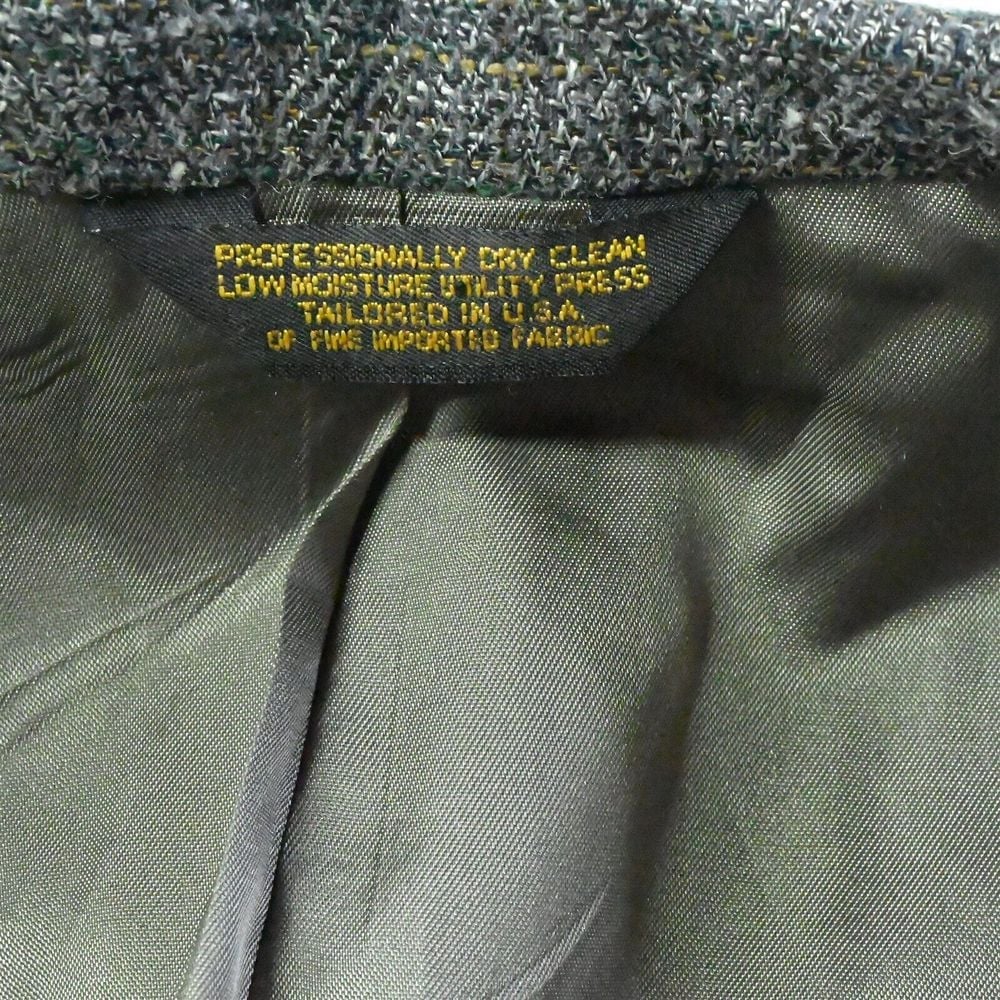 PROFESSIONALLY DRY CLEAN
LOW MOISTURE UTILITY PRESS
TAILORED IN U.S.A.
OF FINE IMPORTED FABRIC